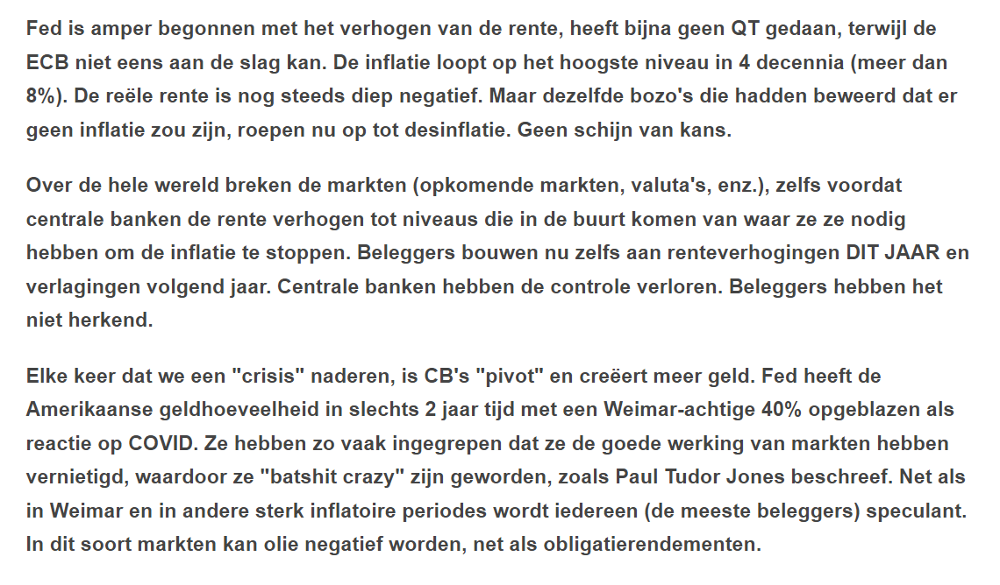 Fed is amper begonnen met het verhogen van de rente, heeft bijna geen QT gedaan, terwijl de
ECB niet eens aan de slag kan. De inflatie loopt op het hoogste niveau in 4 decennia (meer dan
8%). De reële rente is nog steeds diep negatief. Maar dezelfde bozo's die hadden beweerd dat er
geen inflatie zou zijn, roepen nu op tot desinflatie. Geen schijn van kans.
Over de hele wereld breken de markten (opkomende markten, valuta's, enz.), zelfs voordat
centrale banken de rente verhogen tot niveaus die in de buurt komen van waar ze ze nodig
hebben om de inflatie te stoppen. Beleggers bouwen nu zelfs aan renteverhogingen DIT JAAR en
verlagingen volgend jaar. Centrale banken hebben de controle verloren. Beleggers hebben het
niet herkend.
Elke keer dat we een "crisis" naderen, is CB's "pivot" en creëert meer geld. Fed heeft de
Amerikaanse geldhoeveelheid in slechts 2 jaar tijd met een Weimar-achtige 40% opgeblazen als
reactie op COVID. Ze hebben zo vaak ingegrepen dat ze de goede werking van markten hebben
vernietigd, waardoor ze "batshit crazy" zijn geworden, zoals Paul Tudor Jones beschreef. Net als
in Weimar en in andere sterk inflatoire periodes wordt iedereen (de meeste beleggers) speculant.
In dit soort markten kan olie negatief worden, net als obligatierendementen.